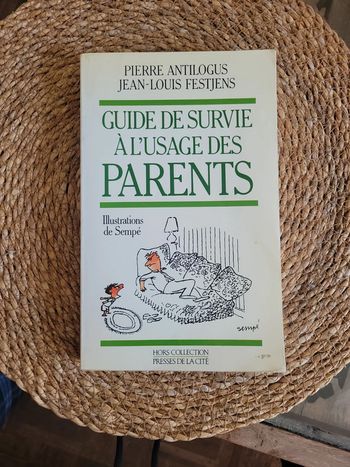 PIERRE ANTILOGUS
JEAN-LOUIS FESTJENS
GUIDE DE SURVIE
À L'USAGE DES
PARENTS
Illustrations
de Sempé
sempé
HORS COLLECTION
PRESSES DE LA CITÉ